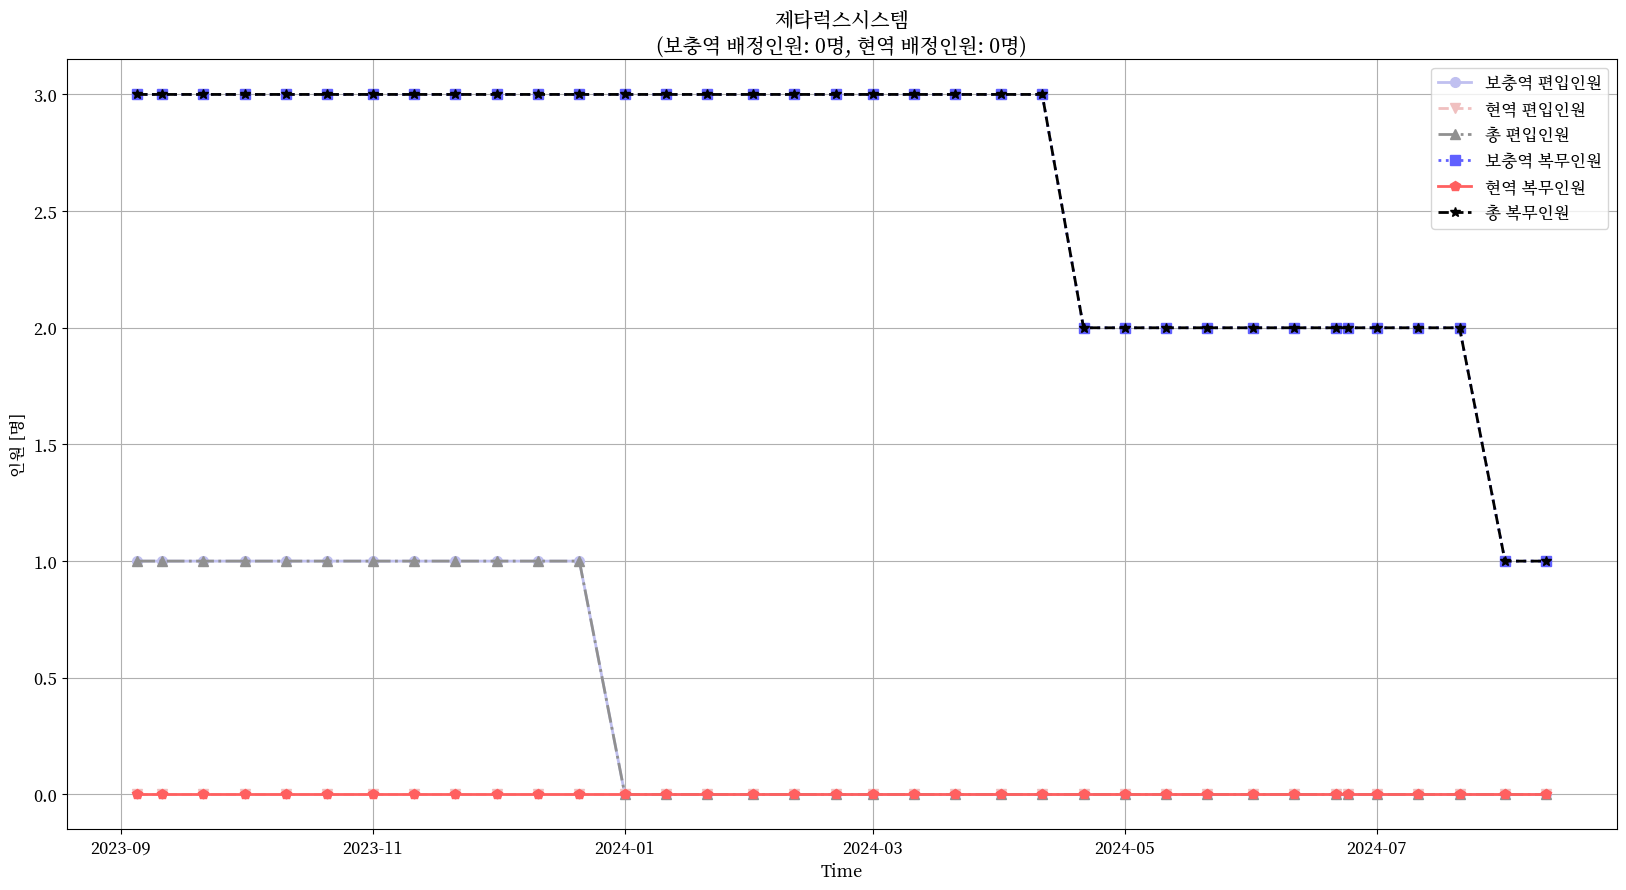 제타럭스시스템
(보충역 배정인원: 0명, 현역 배정인원: 0명)
보충역 편입인원
현역 편입인원
총 편입인원
보충역 복무인원
현역 복무인원
총 복무인원
3.0
2.5
2.0
1.5
1.0
0.5
0.0
인원 [명]
2023-09
2023-11
2024-01
2024-03
2024-05
2024-07
Time